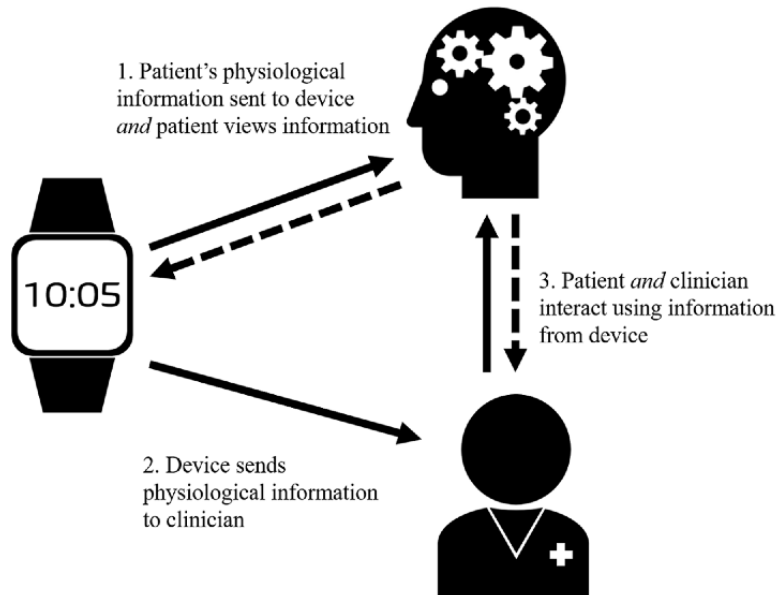 1. Patient's physiological
information sent to device
and patient views information
10:05
3. Patient and clinician
interact using information
from device
2. Device sends
physiological information
to clinician